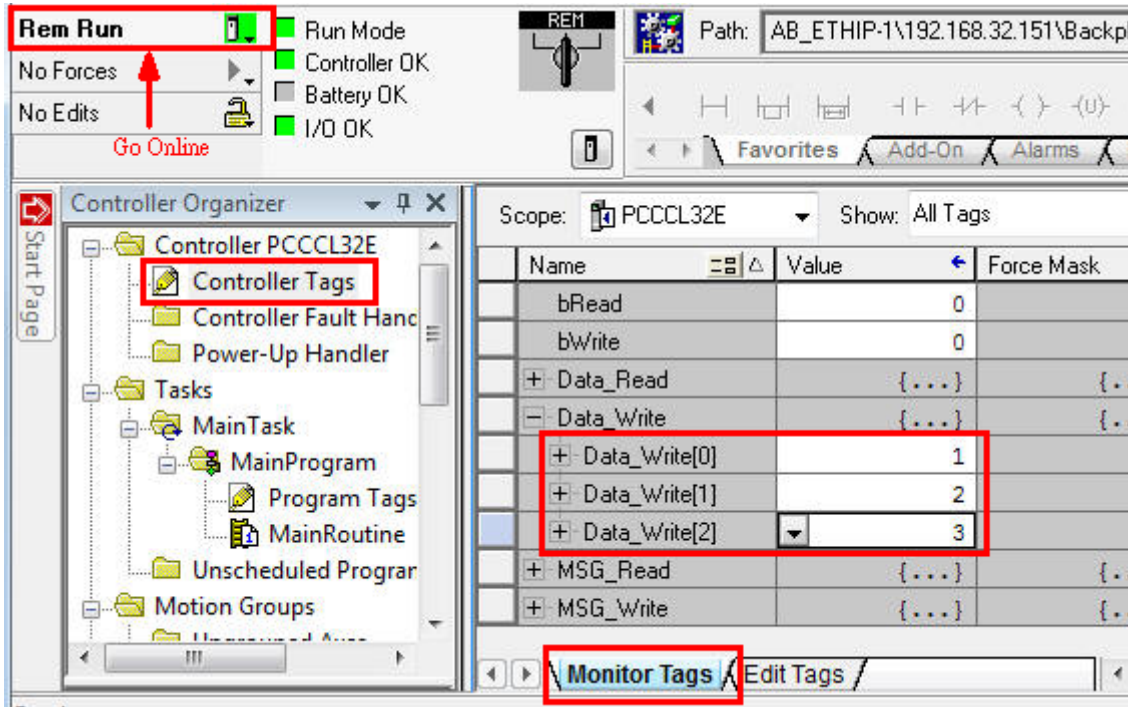 Rem Run
Run Mode
REM
Path: AB_ETHIP-1\192.168.32.151\Backpl
No Forces
Controller OK
Battery OK
No Edits
I/O OK
Go Online
Favorites Add-On Alarms
Start Page
Controller Organizer
Controller PCCCL32E
Controller Tags
Controller Fault Hand
Power-Up Handler
Tasks
MainTask
MainProgram
Program Tags
MainRoutine
Unscheduled Program
Motion Groups
Scope: PCCCL32E Show: All Tags
Name Value Force Mask
bRead 0
bWrite 0
Data_Read {...} {.
Data_Write {...} {.
Data_Write[0] 1
Data_Write[1] 2
Data_Write[2] 3
MSG_Read {...} {.
MSG_Write {...} {.
Monitor Tags Edit Tags